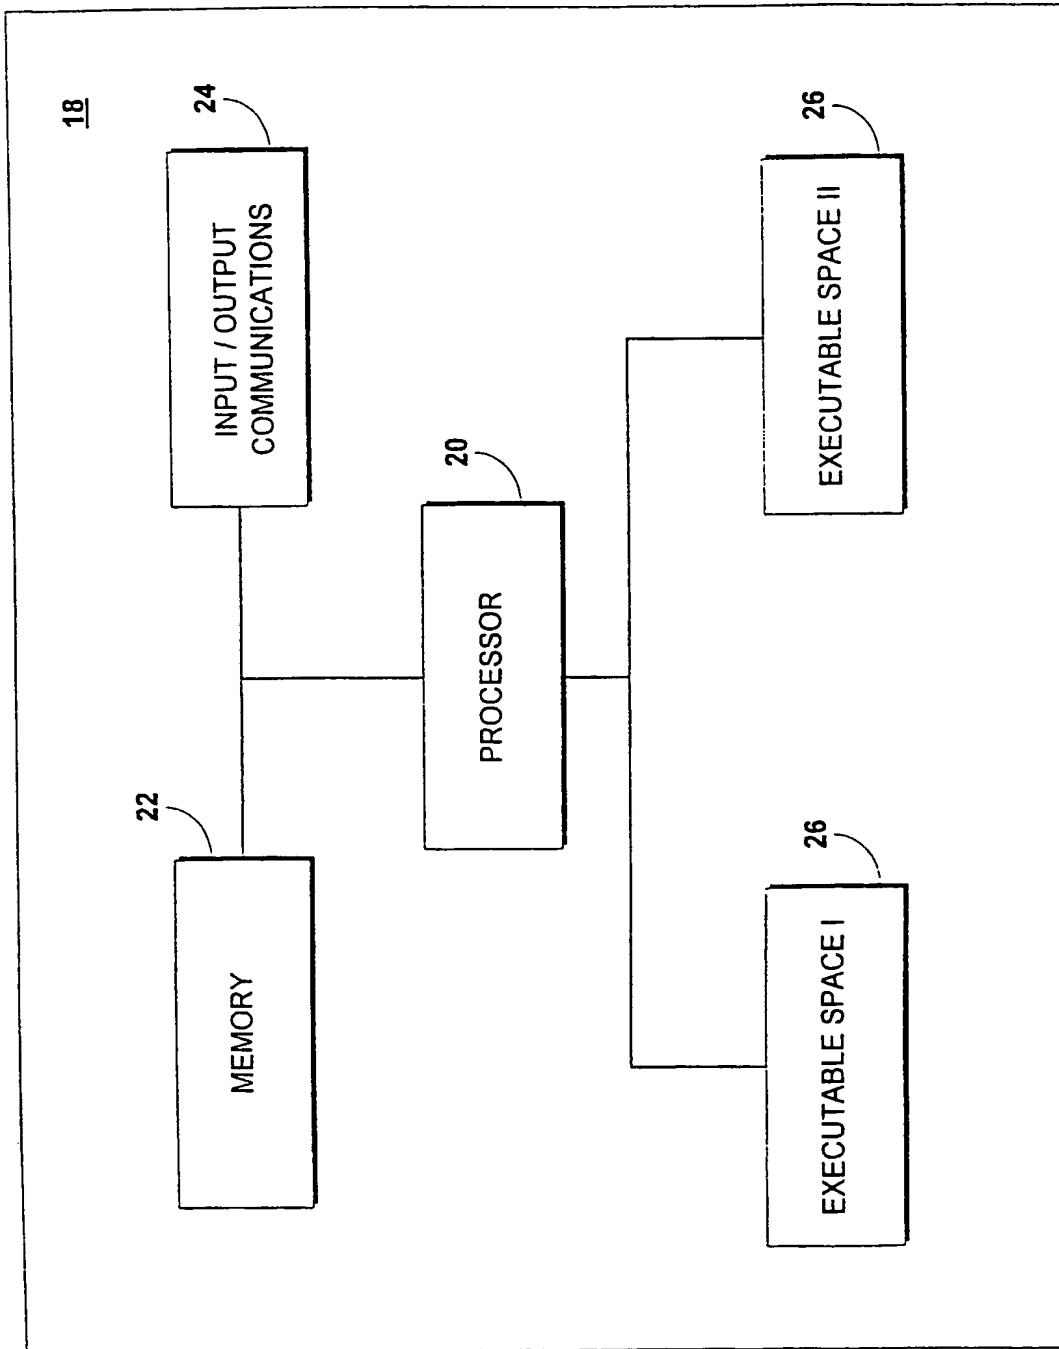 18
22
MEMORY
24
INPUT / OUTPUT
COMMUNICATIONS
20
PROCESSOR
26
EXECUTABLE SPACE I
26
EXECUTABLE SPACE II